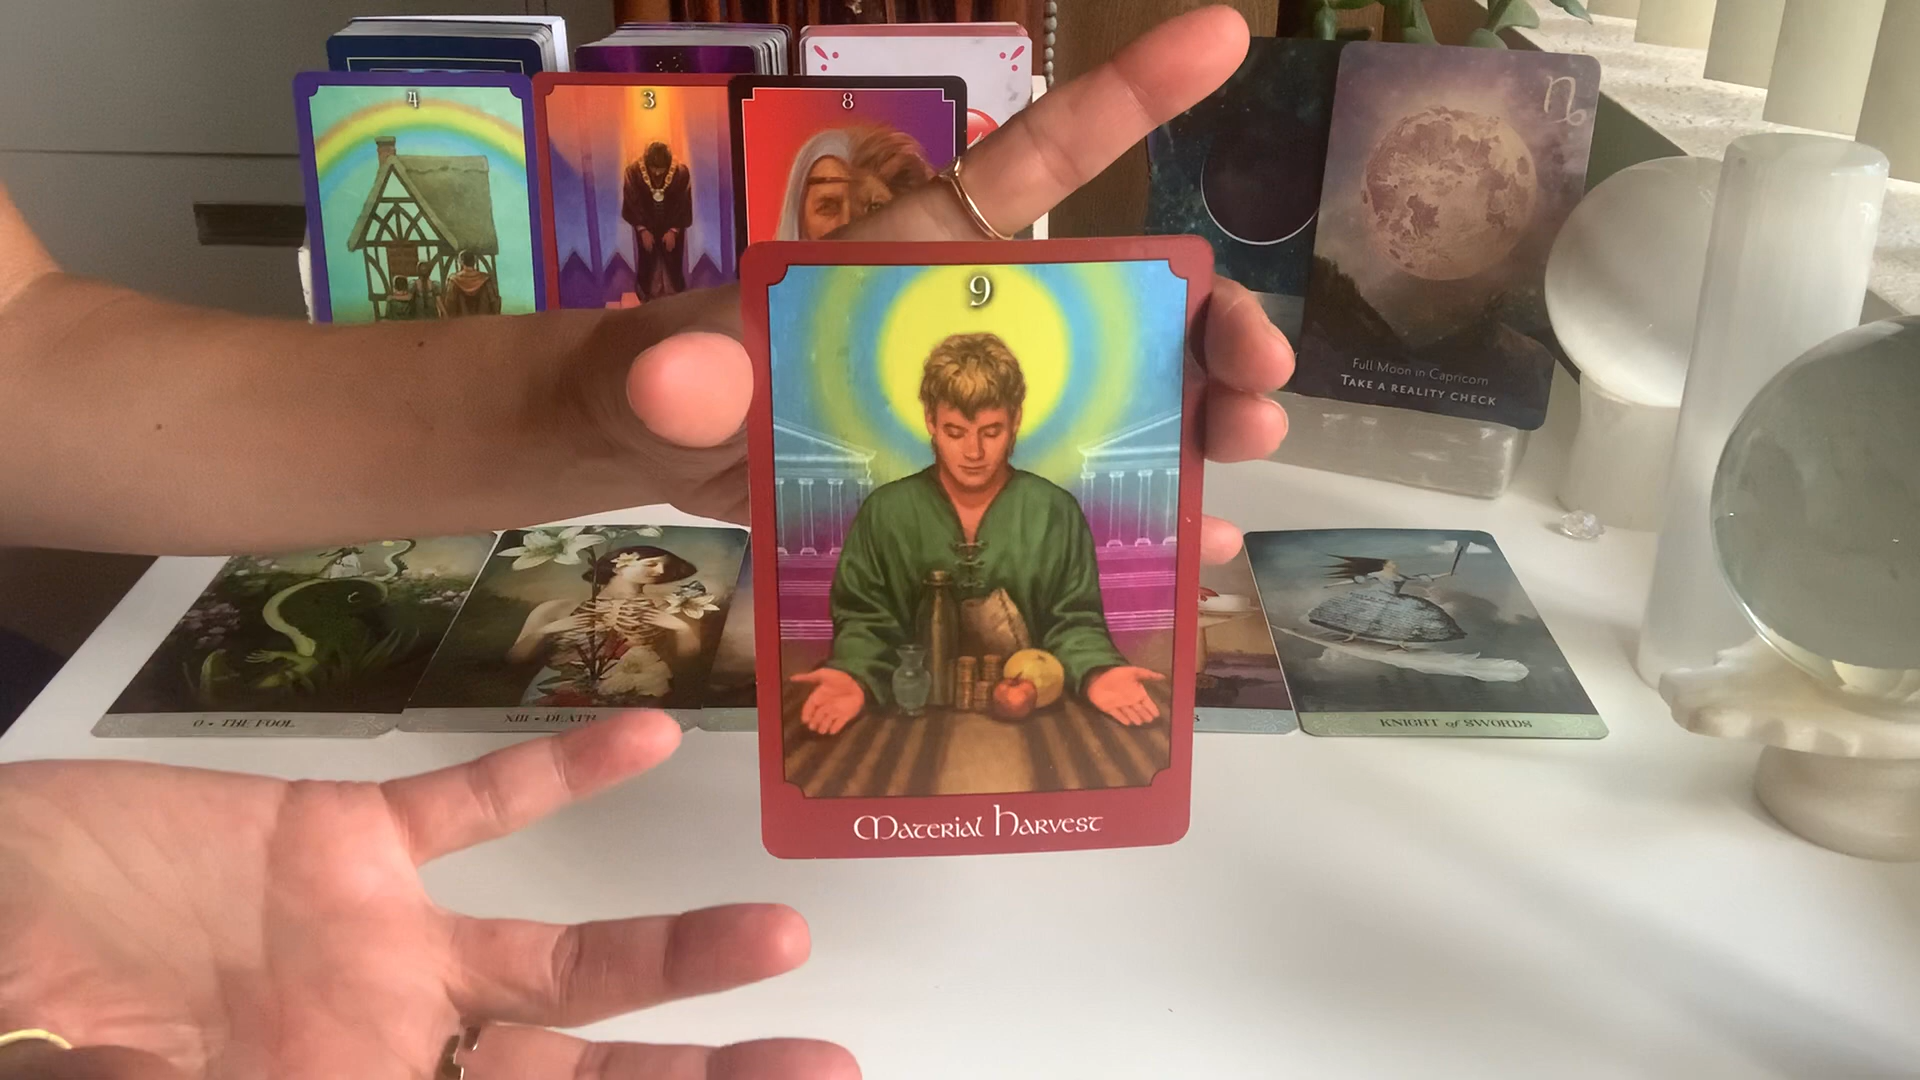 4
3
8
9
Full Moon in Capricorn
TAKE A REALITY CHECK
0 • THE FOOL
XIII • DEATH
S
KNIGHT of SWORDS
Material Harvest